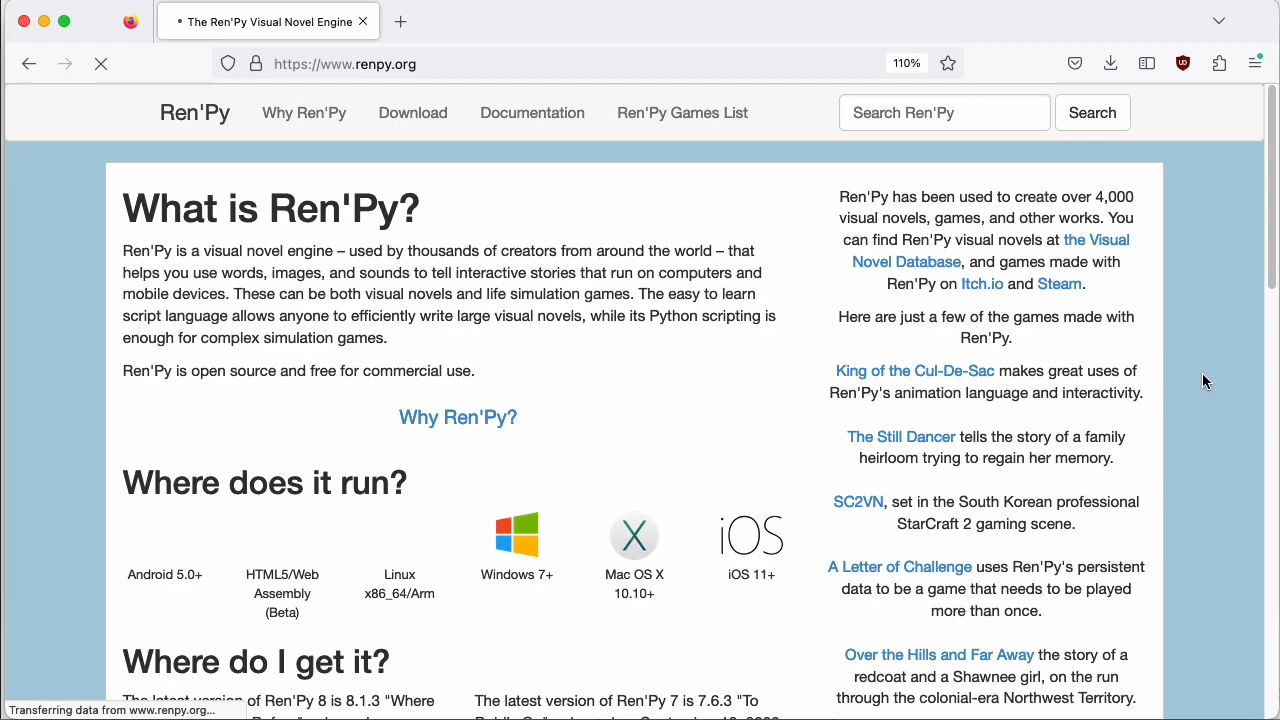 The Ren'Py Visual Novel Engine
https://www.renpy.org
110%
Ren'Py
Why Ren'Py
Download
Documentation
Ren'Py Games List
Search Ren'Py
Search
What is Ren'Py?
Ren'Py is a visual novel engine – used by thousands of creators from around the world – that
helps you use words, images, and sounds to tell interactive stories that run on computers and
mobile devices. These can be both visual novels and life simulation games. The easy to learn
script language allows anyone to efficiently write large visual novels, while its Python scripting is
enough for complex simulation games.
Ren'Py is open source and free for commercial use.
Why Ren'Py?
Where does it run?
iOS
Android 5.0+
HTML5/Web
Assembly
(Beta)
Linux
x86_64/Arm
Windows 7+
Mac OS X
10.10+
iOS 11+
Where do I get it?
The latest version of Ren'Py 8 is 8.1.3 "Where
The latest version of Ren'Py 7 is 7.6.3 "To
Ren'Py has been used to create over 4,000
visual novels, games, and other works. You
can find Ren'Py visual novels at the Visual
Novel Database, and games made with
Ren'Py on Itch.io and Steam.
Here are just a few of the games made with
Ren'Py.
King of the Cul-De-Sac makes great uses of
Ren'Py's animation language and interactivity.
The Still Dancer tells the story of a family
heirloom trying to regain her memory.
SC2VN, set in the South Korean professional
StarCraft 2 gaming scene.
A Letter of Challenge uses Ren'Py's persistent
data to be a game that needs to be played
more than once.
Over the Hills and Far Away the story of a
redcoat and a Shawnee girl, on the run
through the colonial-era Northwest Territory.
Transferring data from www.renpy.org...